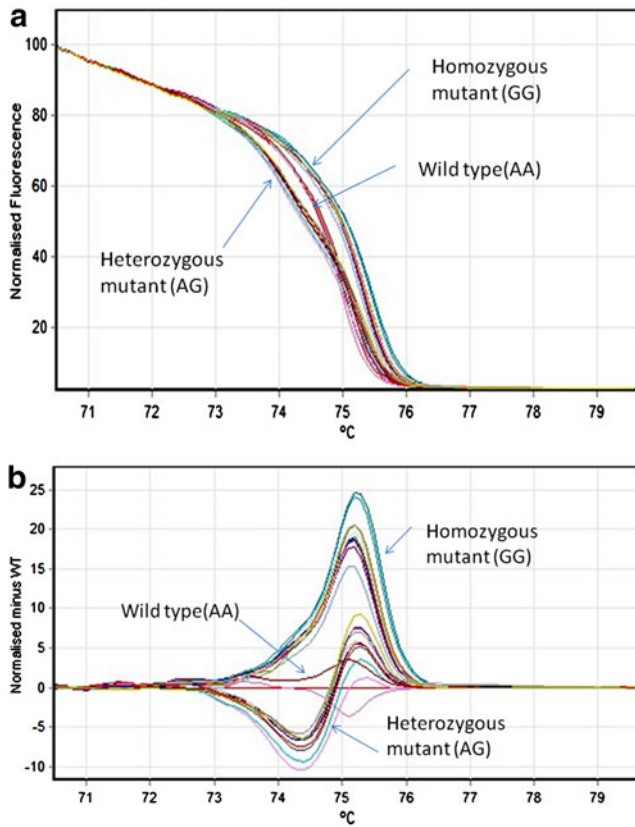 a
100
80
60
40
20
Normalised Fluorescence
Homozygous
mutant (GG)
Wild type(AA)
Heterozygous
mutant (AG)
71 72 73 74 75 76 77 78 79
ºC
b
25
20
15
10
5
0
-5
-10
Normalised minus WT
Homozygous
mutant (GG)
Wild type(AA)
Heterozygous
mutant (AG)
71 72 73 74 75 76 77 78 79
ºC